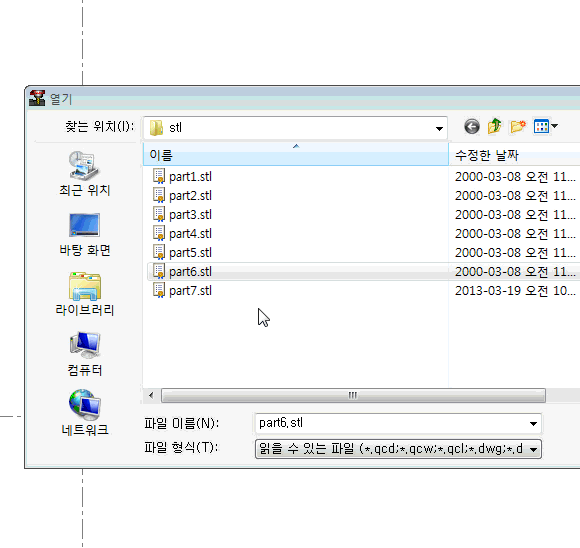 열기
찾는 위치(I): stl
이름 수정한 날짜
part1.stl 2000-03-08 오전 11...
part2.stl 2000-03-08 오전 11...
part3.stl 2000-03-08 오전 11...
part4.stl 2000-03-08 오전 11...
part5.stl 2000-03-08 오전 11...
part6.stl 2000-03-08 오전 11...
part7.stl 2013-03-19 오전 10...
최근 위치
바탕 화면
라이브러리
컴퓨터
네트워크
파일 이름(N): part6.stl
파일 형식(T): 읽을 수 있는 파일 (*.qcd;*.qcw;*.qcl;*.dwg;*.d